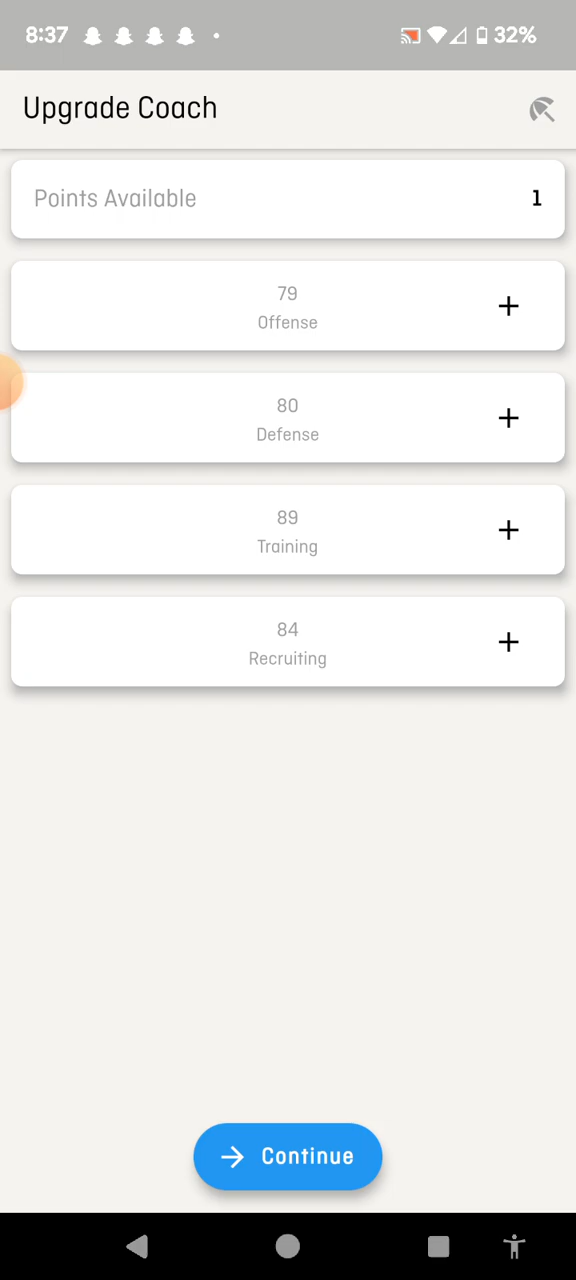 8:37
32%
Upgrade Coach
Points Available 1
79
Offense
80
Defense
89
Training
84
Recruiting
Continue